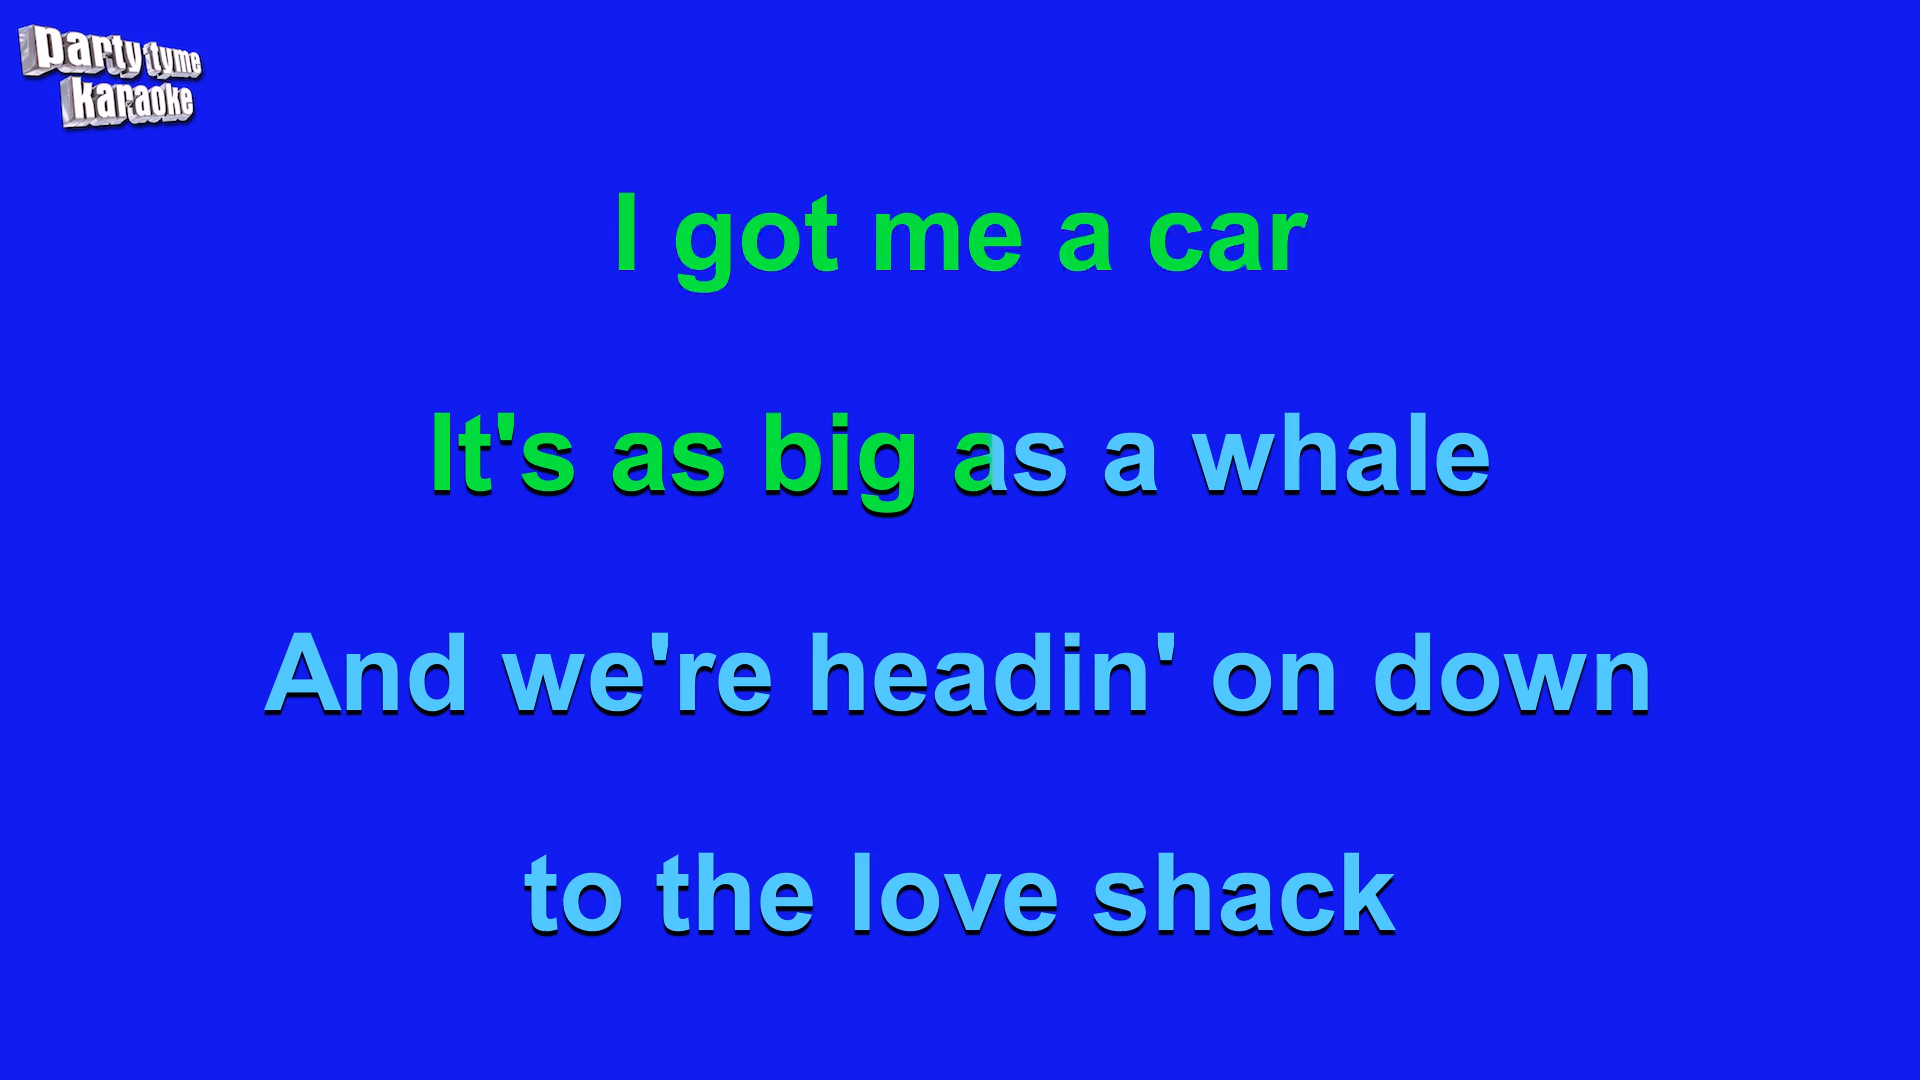 party tyme
karaoke
I got me a car
It's as big as a whale
And we're headin' on down
to the love shack